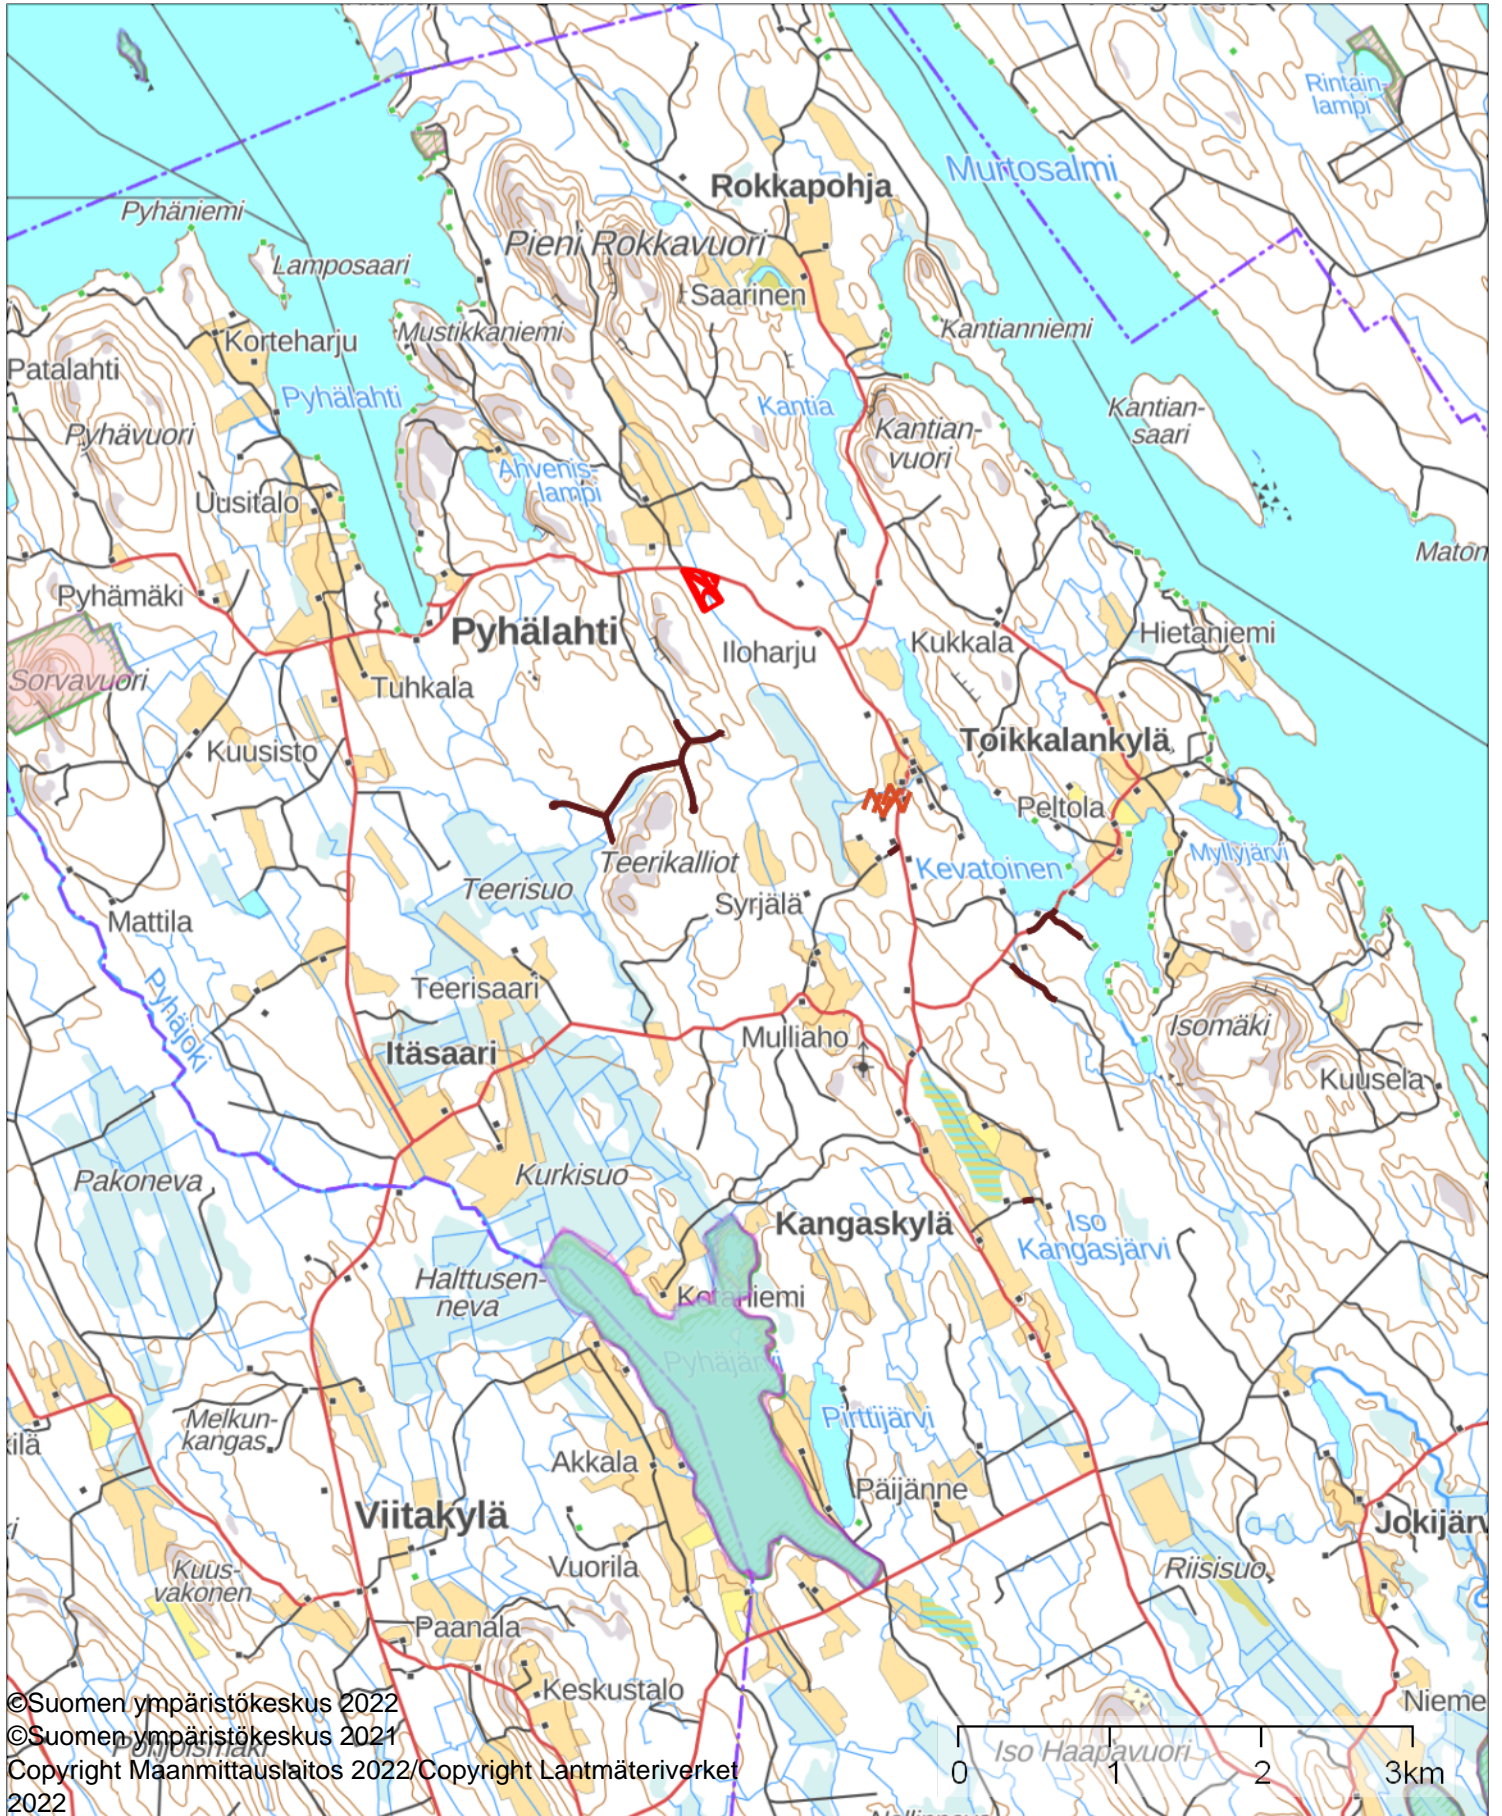 Rintain-
lampi
Murtosalmi
Rokkapohja
Pyhäniemi
Pieni Rokkavuori
Lamposaari
Saarinen
Kantianniemi
Mustikkaniemi
Korteharju
Patalahti
Pyhälahti
Kantia
Kantian-
saari
Pyhävuori
Kantian-
vuori
Ahvenis-
lampi
Uusitalo
Maton
Pyhämäki
Pyhälahti
Iloharju
Kukkala
Hietaniemi
Sorvavuori
Tuhkala
Kuusisto
Toikkalankylä
Peltola
Teerikalliot
Myllyjärvi
Kevatoinen
Teerisuo
Syrjälä
Mattila
Teerisaari
Pyhäjoki
Isomäki
Mulliaho
Itäsaari
Kuusela
Kurkisuo
Pakoneva
Kangaskylä
Iso
Kangasjärvi
Halttusen-
neva
Kotaniemi
Pyhäjärvi
Melkun-
kangas
Pirttijärvi
ilä
Akkala
Päijänne
Viitakylä
Jokijärv
Kuus-
vakonen
Vuorila
Riisisuo
Paanala
Keskustalo
Nieme
©Suomen ympäristökeskus 2022
©Suomen ympäristökeskus 2021
Pohjoismäki
Iso Haapavuori
Copyright Maanmittauslaitos 2022/Copyright Lantmäteriverket
2022
0 1 2 3km